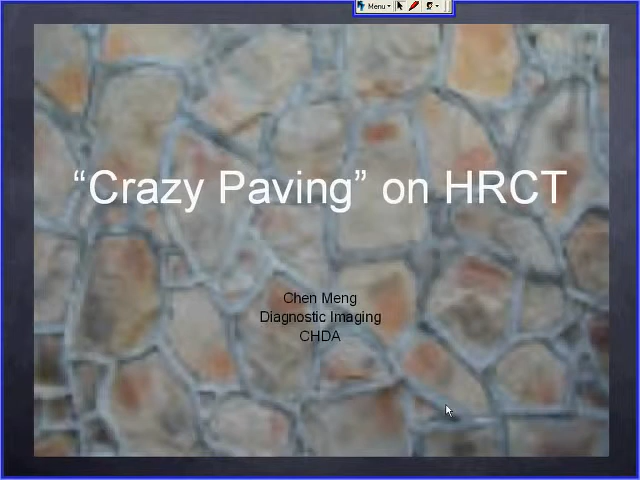 Menu
“Crazy Paving” on HRCT
Chen Meng
Diagnostic Imaging
CHDA